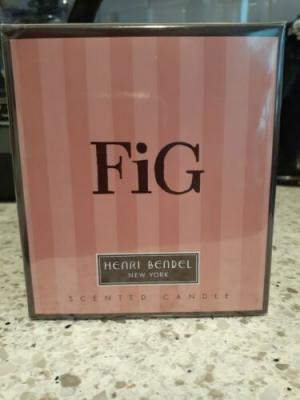 FiG
HENRI BENDEL
NEW YORK
SCENTED CANDLE